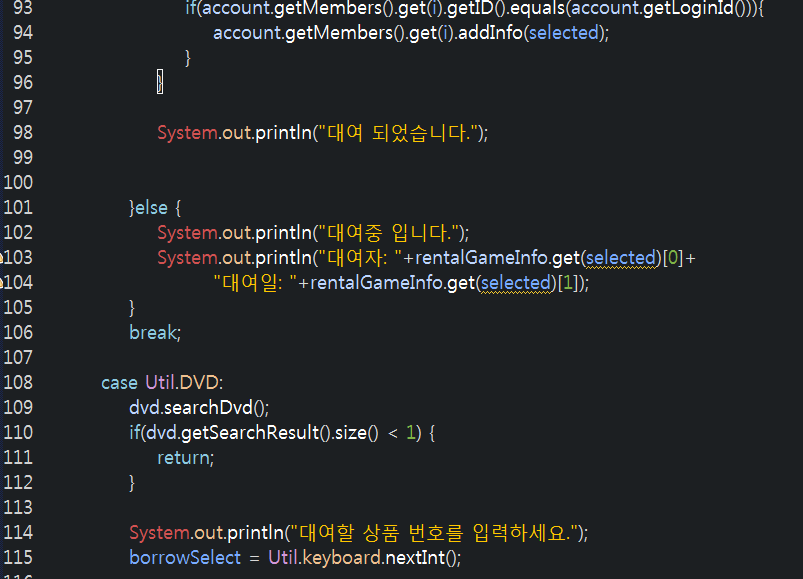 93 if(account.getMembers().get(i).getID().equals(account.getLoginId())){
94 account.getMembers().get(i).addInfo(selected);
95 }
96 }
97
98 System.out.println("대여 되었습니다.");
99
100
101 }else {
102 System.out.println("대여중 입니다.");
103 System.out.println("대여자: "+rentalGameInfo.get(selected)[0]+
104 "대여일: "+rentalGameInfo.get(selected)[1]);
105 }
106 break;
107
108 case Util.DVD:
109 dvd.searchDvd();
110 if(dvd.getSearchResult().size() < 1) {
111 return;
112 }
113
114 System.out.println("대여할 상품 번호를 입력하세요.");
115 borrowSelect = Util.keyboard.nextInt();